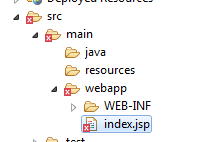 Deployed Resources
src
main
java
resources
webapp
WEB-INF
index.jsp
test